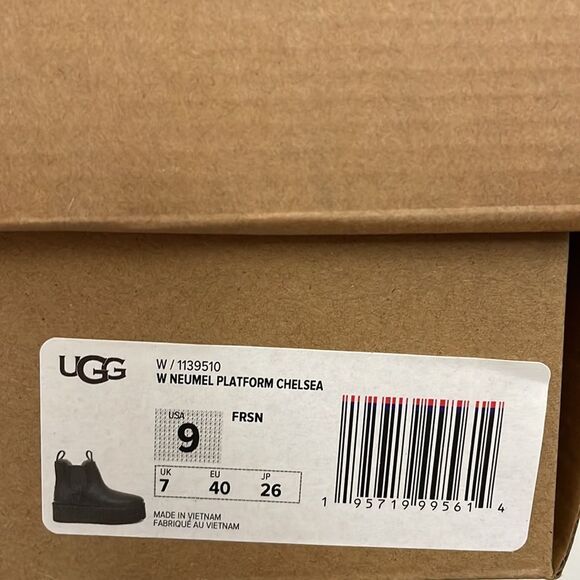 UGG
W / 1139510
W NEUMEL PLATFORM CHELSEA
USA
9
FRSN
UK EU JP
7 40 26
MADE IN VIETNAM
FABRIQUÉ AU VIETNAM
1 95719 99561 4